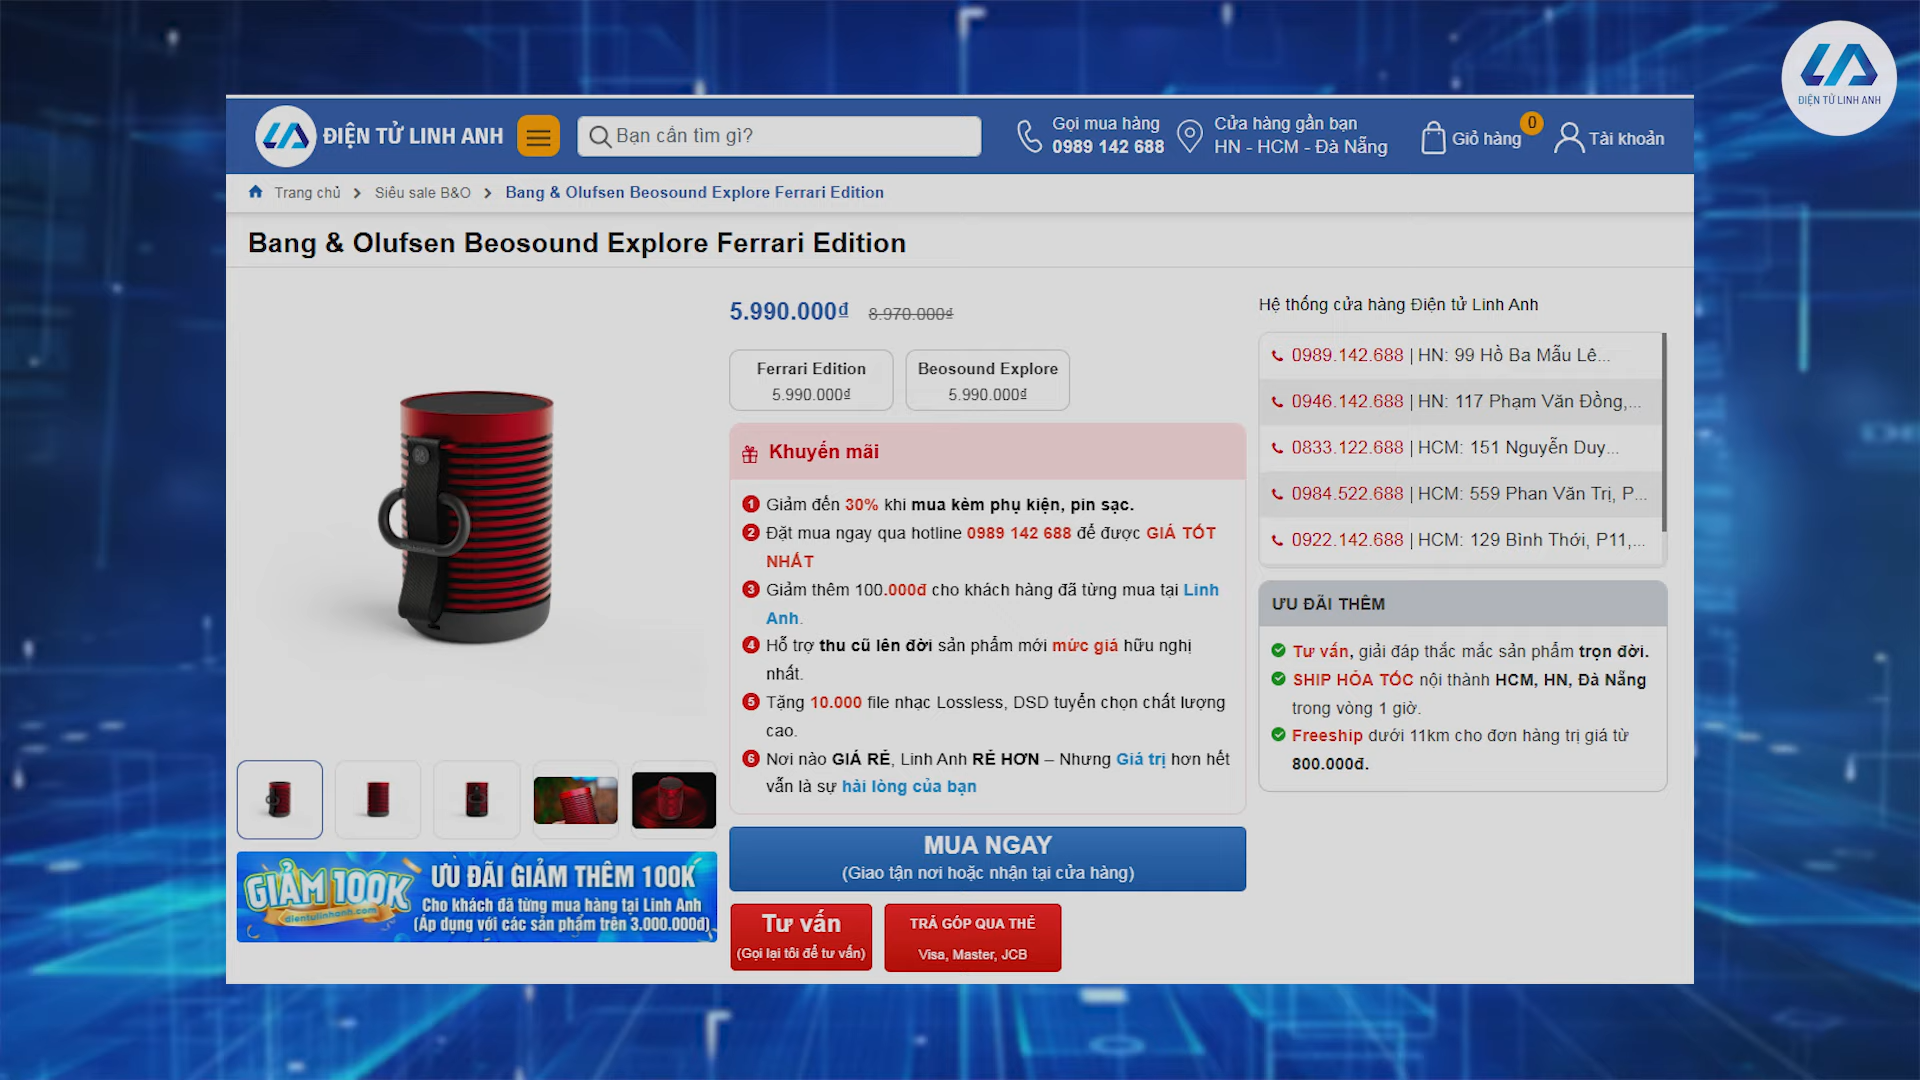 ĐIỆN TỬ LINH ANH
ĐIỆN TỬ LINH ANH
Bạn cần tìm gì?
Gọi mua hàng
0989 142 688
Cửa hàng gần bạn
HN - HCM - Đà Nẵng
Giỏ hàng
0
Tài khoản
Trang chủ
Siêu sale B&O
Bang & Olufsen Beosound Explore Ferrari Edition
Bang & Olufsen Beosound Explore Ferrari Edition
5.990.000₫ 8.970.000₫
Ferrari Edition
5.990.000₫
Beosound Explore
5.990.000₫
Khuyến mãi
1 Giảm đến 30% khi mua kèm phụ kiện, pin sạc.
2 Đặt mua ngay qua hotline 0989 142 688 để được GIÁ TỐT
NHẤT
3 Giảm thêm 100.000đ cho khách hàng đã từng mua tại Linh
Anh.
4 Hỗ trợ thu cũ lên đời sản phẩm mới mức giá hữu nghị
nhất.
5 Tặng 10.000 file nhạc Lossless, DSD tuyển chọn chất lượng
cao.
6 Nơi nào GIÁ RẺ, Linh Anh RẺ HƠN – Nhưng Giá trị hơn hết
vẫn là sự hài lòng của bạn
MUA NGAY
(Giao tận nơi hoặc nhận tại cửa hàng)
Tư vấn
(Gọi lại tôi để tư vấn)
TRẢ GÓP QUA THẺ
Visa, Master, JCB
Hệ thống cửa hàng Điện tử Linh Anh
0989.142.688 | HN: 99 Hồ Ba Mẫu Lê...
0946.142.688 | HN: 117 Phạm Văn Đồng,...
0833.122.688 | HCM: 151 Nguyễn Duy...
0984.522.688 | HCM: 559 Phan Văn Trị, P...
0922.142.688 | HCM: 129 Bình Thới, P11,...
ƯU ĐÃI THÊM
Tư vấn, giải đáp thắc mắc sản phẩm trọn đời.
SHIP HỎA TỐC nội thành HCM, HN, Đà Nẵng
trong vòng 1 giờ.
Freeship dưới 11km cho đơn hàng trị giá từ
800.000đ.
GIẢM 100K
dientulinhanh.com
ƯU ĐÃI GIẢM THÊM 100K
Cho khách đã từng mua hàng tại Linh Anh
(Áp dụng với các sản phẩm trên 3.000.000đ)